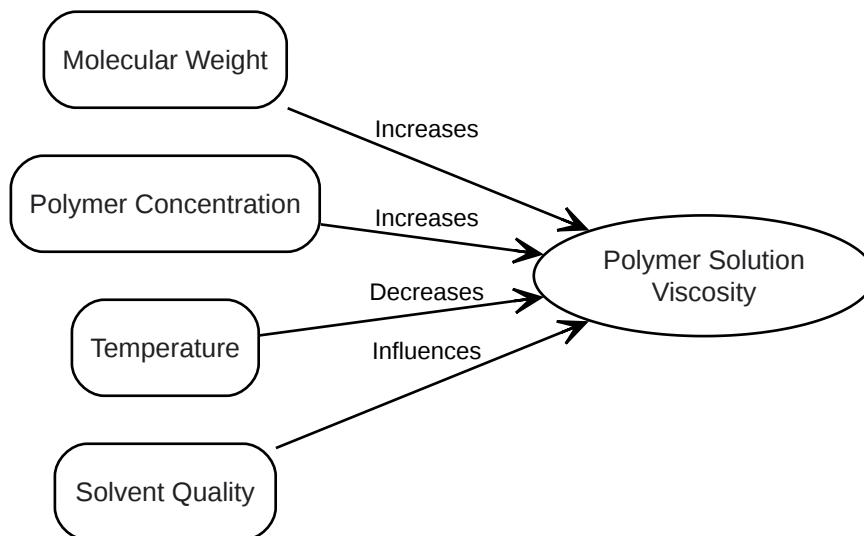 Molecular Weight
Increases
Polymer Concentration
Increases
Polymer Solution
Viscosity
Decreases
Temperature
Influences
Solvent Quality